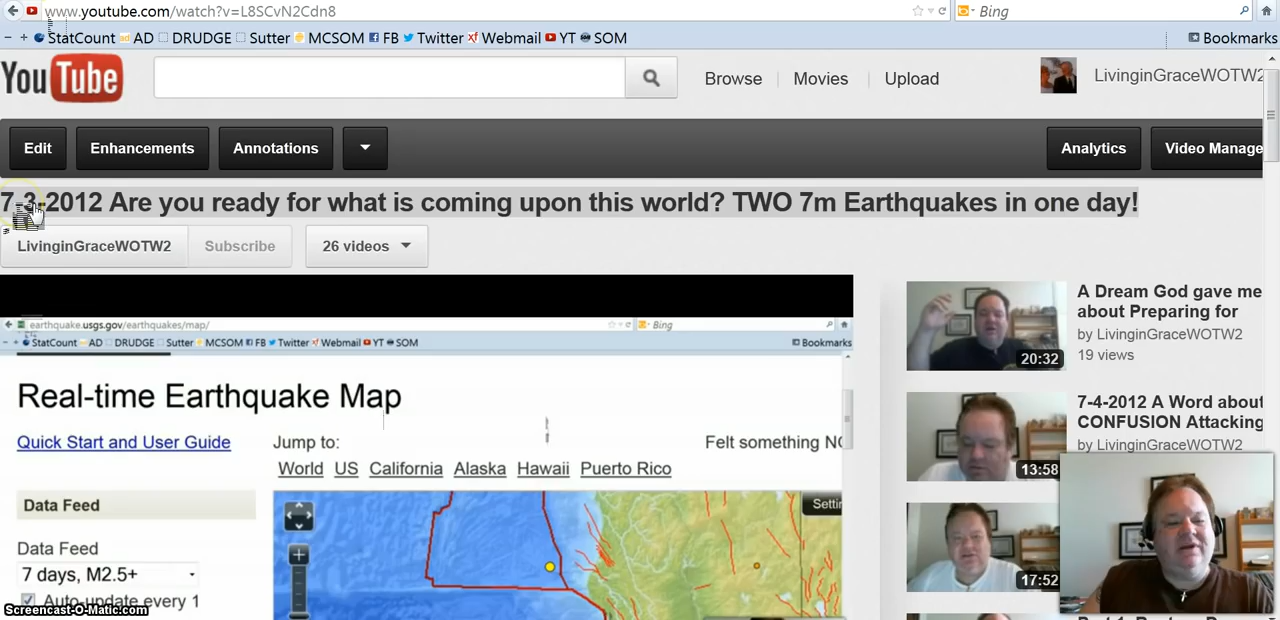 www.youtube.com/watch?v=L8SCvN2Cdn8
Bing
StatCount AD DRUDGE Sutter MCSOM FB Twitter Webmail YT SOM
Bookmarks
YouTube
Browse Movies Upload
LivinginGraceWOTW2
Edit Enhancements Annotations
Analytics Video Manage
7-3-2012 Are you ready for what is coming upon this world? TWO 7m Earthquakes in one day!
LivinginGraceWOTW2 Subscribe 26 videos
earthquake.usgs.gov/earthquakes/map/
Bing
StatCount AD DRUDGE Sutter MCSOM FB Twitter Webmail YT SOM
Bookmarks
Real-time Earthquake Map
Quick Start and User Guide
Jump to:
Felt something NO
World US California Alaska Hawaii Puerto Rico
Data Feed
Data Feed
7 days, M2.5+
Auto-update every 1
Settin
Screencast-O-Matic.com
A Dream God gave me
about Preparing for
by LivinginGraceWOTW2
19 views
20:32
7-4-2012 A Word about
CONFUSION Attacking
by LivinginGraceWOTW2
13:58
17:52